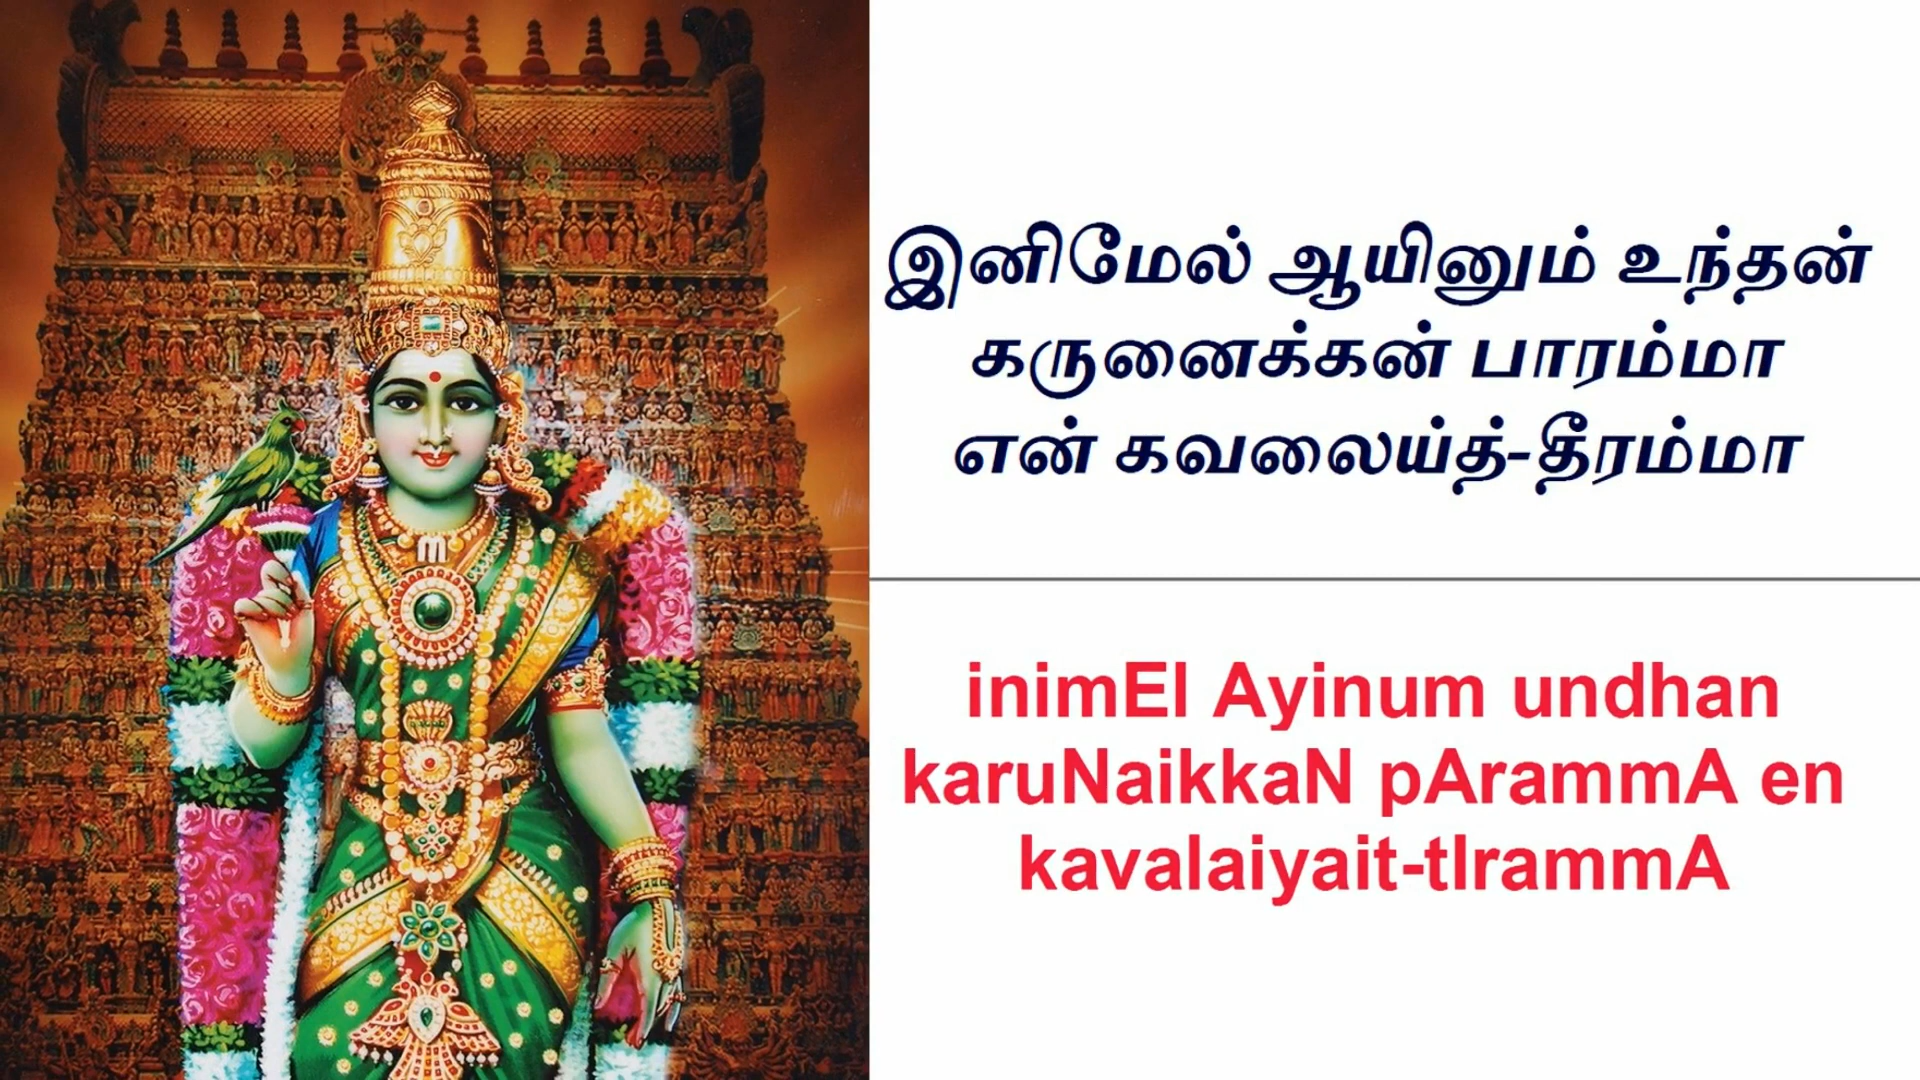 இனிமேல் ஆயினும் உந்தன்
கருனைக்கன் பாரம்மா
என் கவலைய்த்-தீரம்மா
inimEl Ayinum undhan
karuNaikkaN pArammA en
kavalaiyait-tIrammA